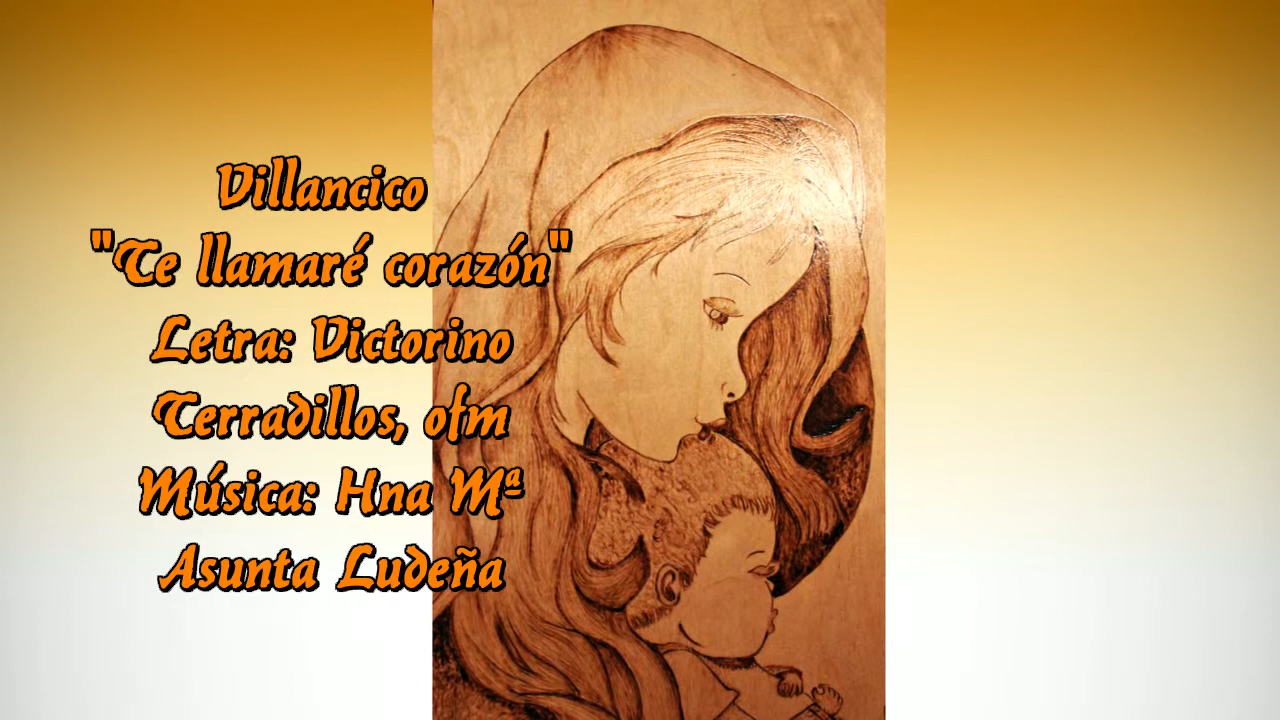 Villancico
"Te llamaré corazón"
Letra: Victorino
Terradillos, ofm
Música: Hna Mª
Asunta Ludeña